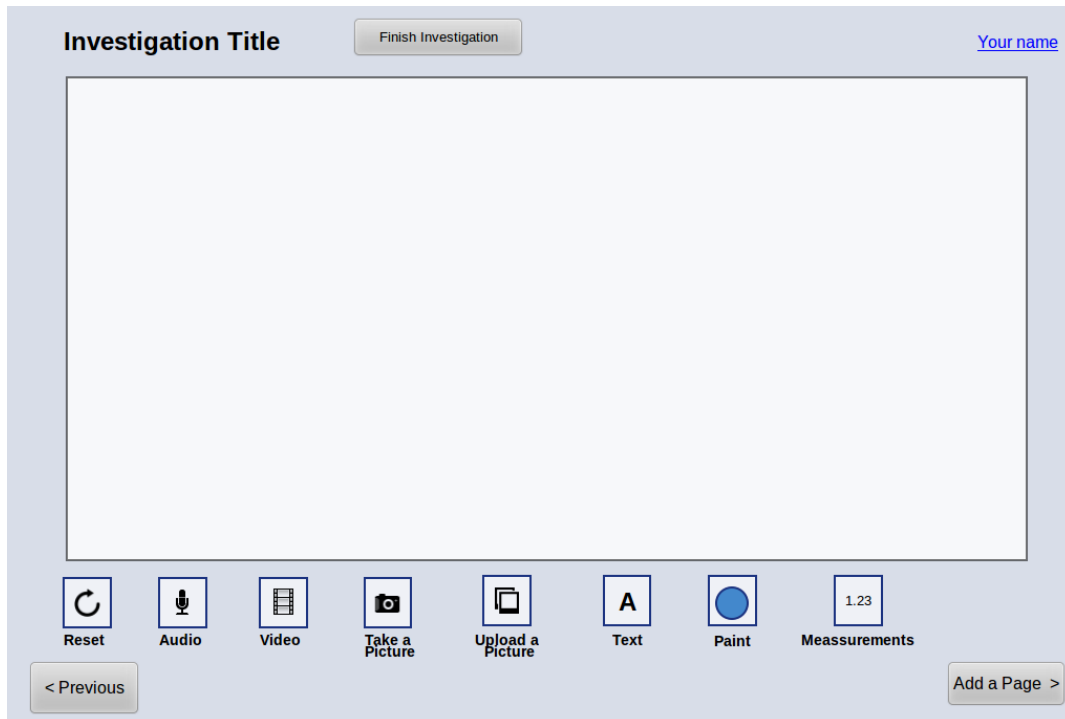 Investigation Title
Finish Investigation
Your name
A
1.23
Reset
Audio
Video
Take a
Picture
Upload a
Picture
Text
Paint
Meassurements
< Previous
Add a Page >